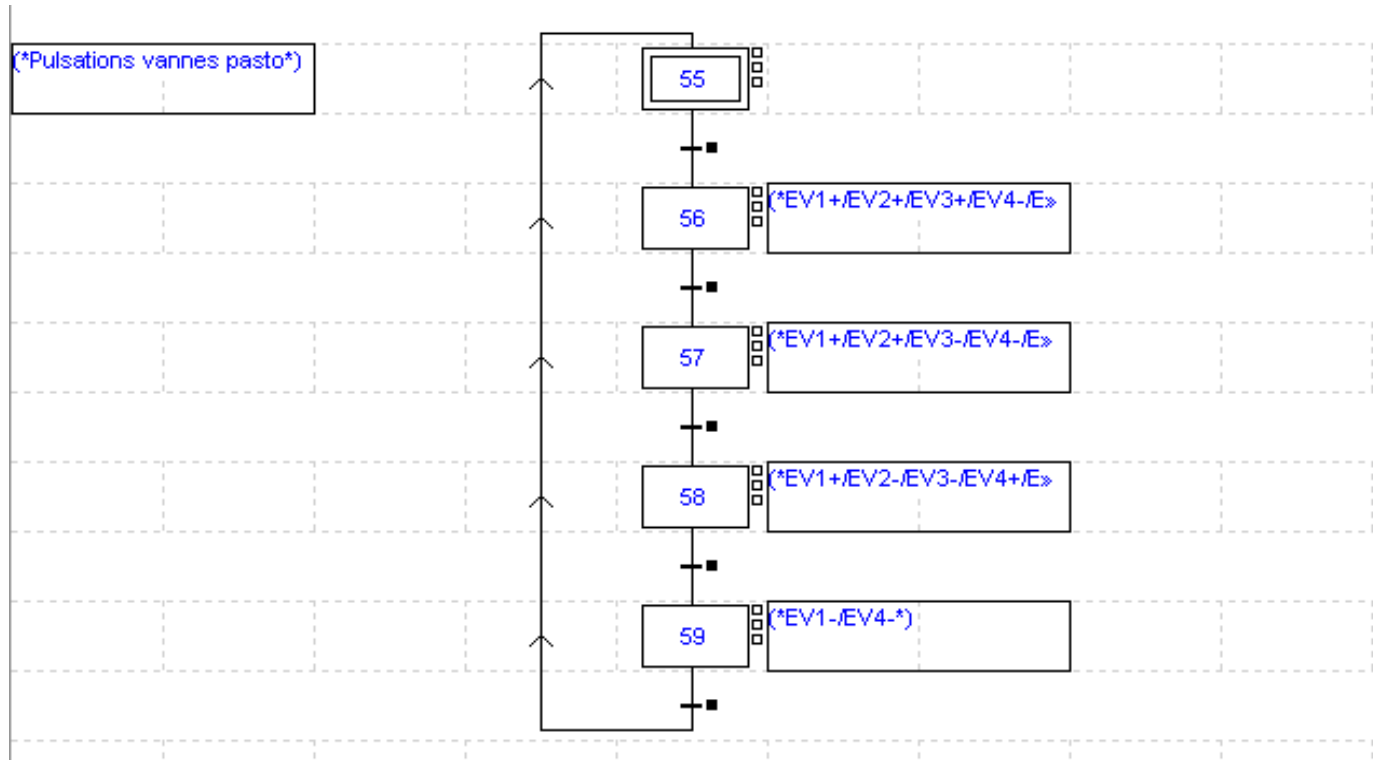 (*Pulsations vannes pasto*)
55
56
(*EV1+/EV2+/EV3+/EV4-/E»
57
(*EV1+/EV2+/EV3-/EV4-/E»
58
(*EV1+/EV2-/EV3-/EV4+/E»
59
(*EV1-/EV4-*)